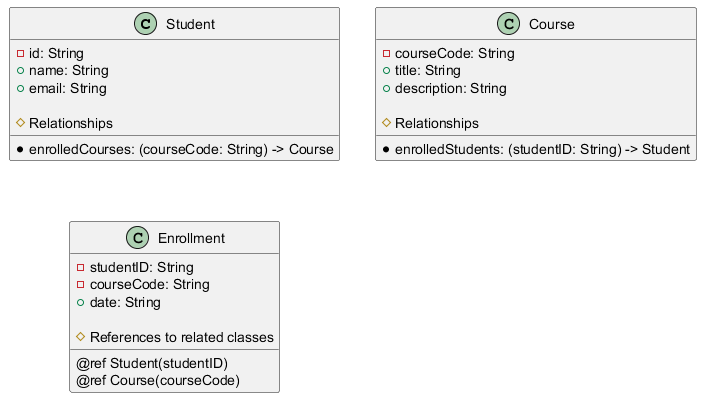 C Student
id: String
name: String
email: String
Relationships
enrolledCourses: (courseCode: String) -> Course
C Course
courseCode: String
title: String
description: String
Relationships
enrolledStudents: (studentID: String) -> Student
C Enrollment
studentID: String
courseCode: String
date: String
References to related classes
@ref Student(studentID)
@ref Course(courseCode)